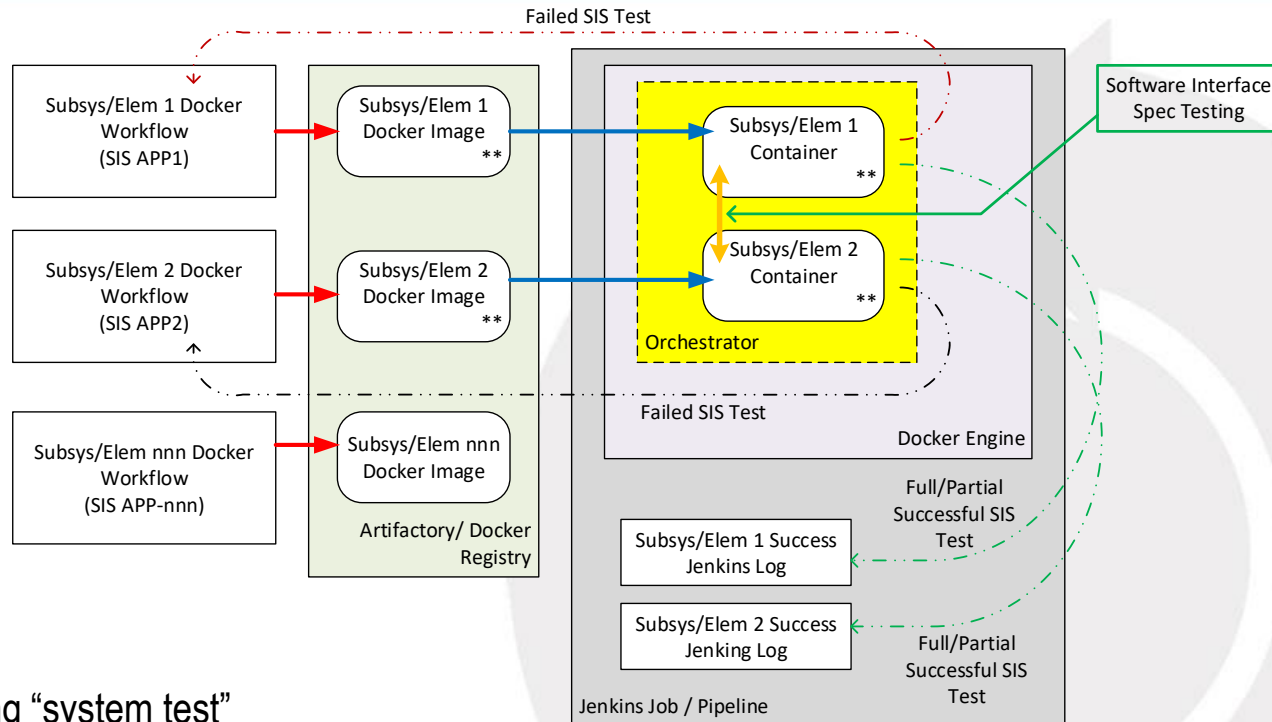 Failed SIS Test
Subsys/Elem 1 Docker
Workflow
(SIS APP1)
Subsys/Elem 1
Docker Image
**
Subsys/Elem 1
Container
**
Software Interface
Spec Testing
Subsys/Elem 2 Docker
Workflow
(SIS APP2)
Subsys/Elem 2
Docker Image
**
Subsys/Elem 2
Container
**
Orchestrator
Failed SIS Test
Docker Engine
Subsys/Elem nnn Docker
Workflow
(SIS APP-nnn)
Subsys/Elem nnn
Docker Image
Artifactory/ Docker
Registry
Full/Partial
Successful SIS
Test
Subsys/Elem 1 Success
Jenkins Log
Subsys/Elem 2 Success
Jenking Log
Full/Partial
Successful SIS
Test
Jenkins Job / Pipeline
“system test”